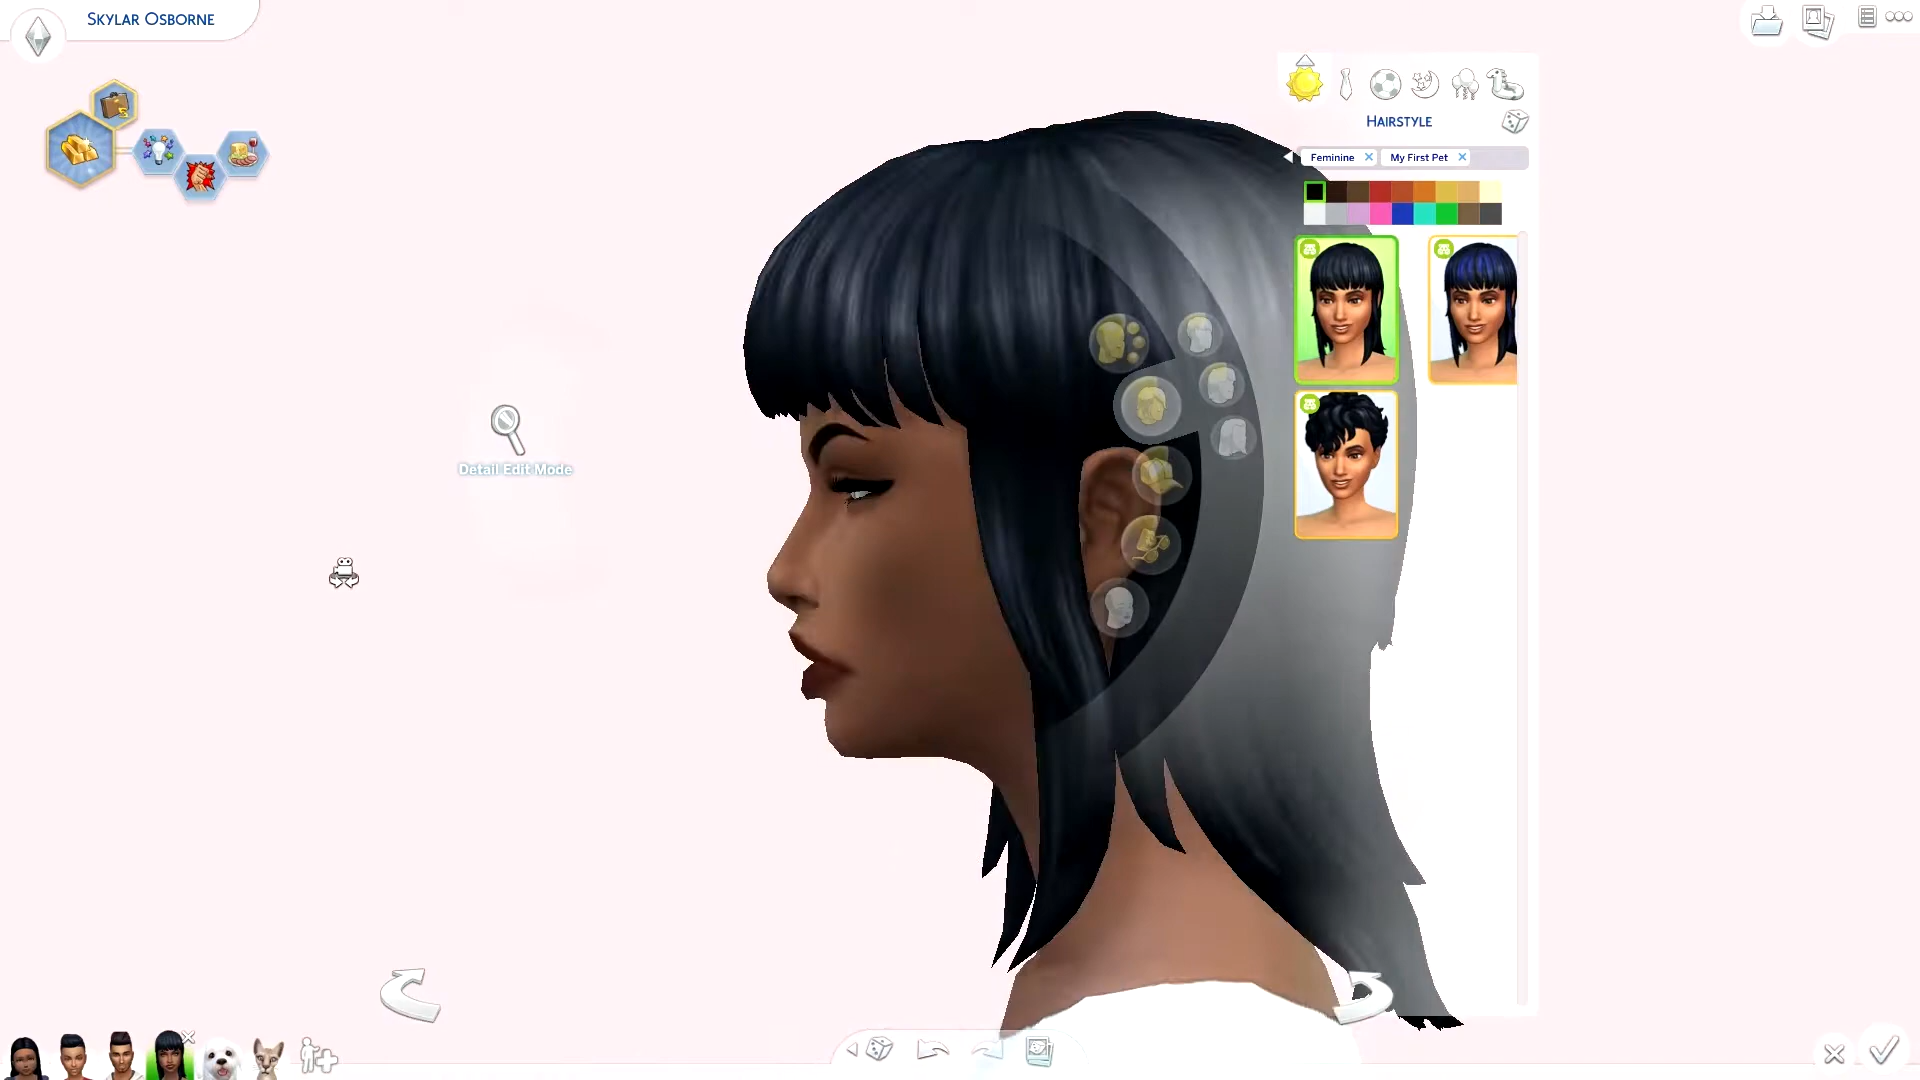 Skylar Osborne
Hairstyle
Feminine
My First Pet
Detail Edit Mode